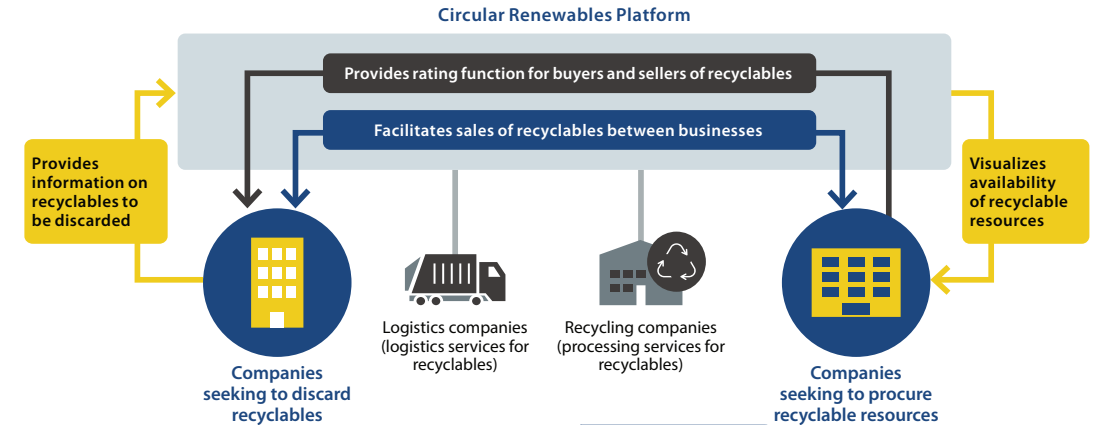 Circular Renewables Platform
Provides rating function for buyers and sellers of recyclables
Facilitates sales of recyclables between businesses
Provides
information on
recyclables to
be discarded
Visualizes
availability
of recyclable
resources
Logistics companies
(logistics services for
recyclables)
Recycling companies
(processing services for
recyclables)
Companies
seeking to discard
recyclables
Companies
seeking to procure
recyclable resources